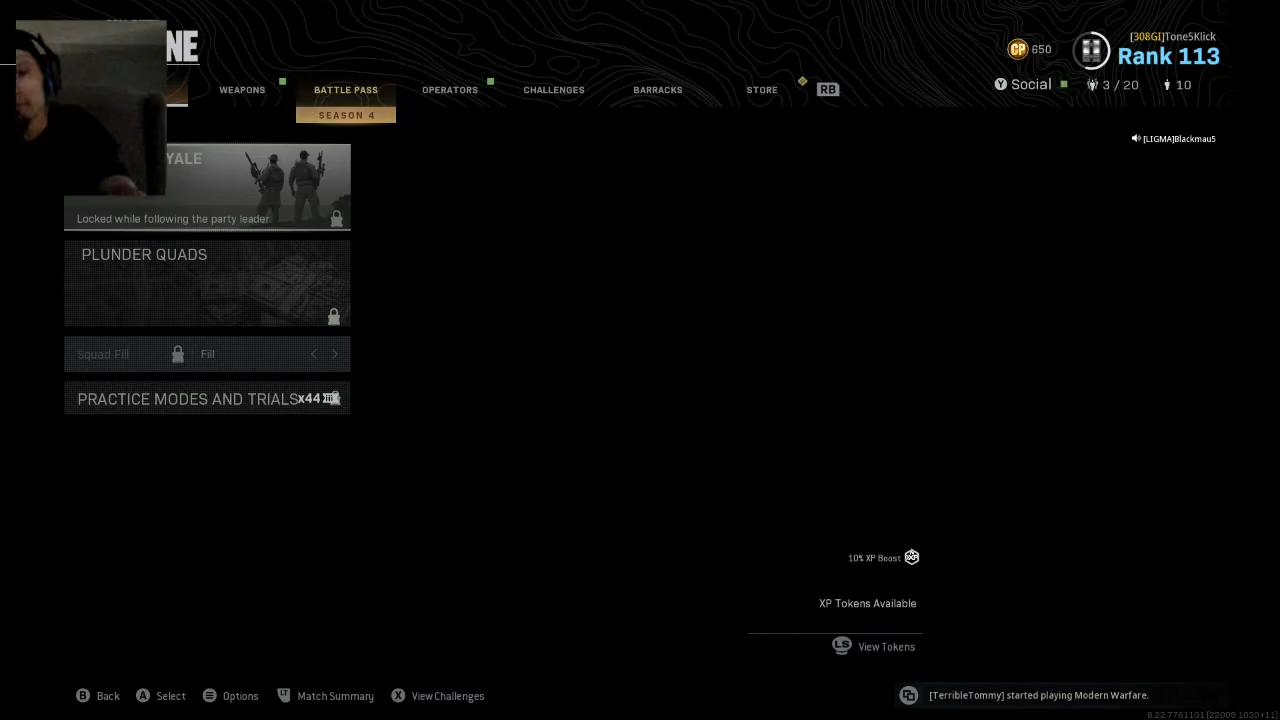 NE
CP 650
[308GI]Tone5Klick
Rank 113
WEAPONS
BATTLE PASS
OPERATORS
CHALLENGES
BARRACKS
STORE
RB
Y Social
3 / 20
10
SEASON 4
[LIGMA]Blackmau5
YALE
Locked while following the party leader.
PLUNDER QUADS
Squad Fill
Fill
PRACTICE MODES AND TRIALS x44
10% XP Boost
XP Tokens Available
LS View Tokens
B Back
A Select
Options
LT Match Summary
X View Challenges
[TerribleTommy] started playing Modern Warfare.